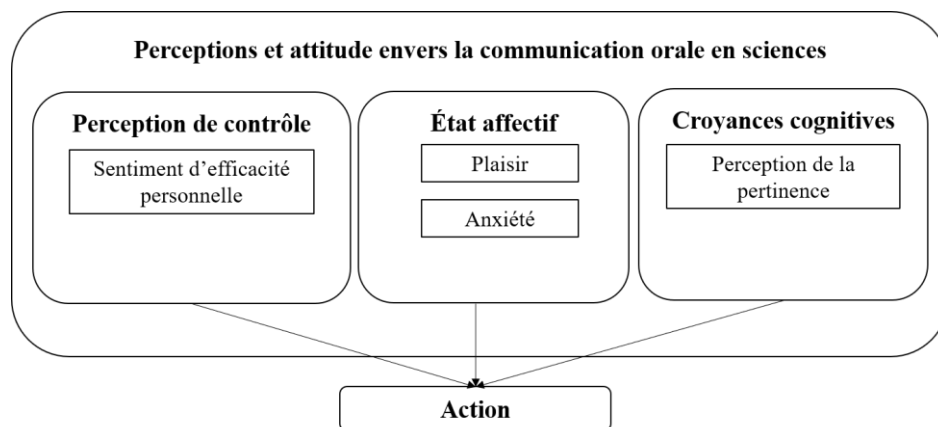 Perceptions et attitude envers la communication orale en sciences
Perception de contrôle
Sentiment d’efficacité
personnelle
État affectif
Plaisir
Anxiété
Croyances cognitives
Perception de la
pertinence
Action